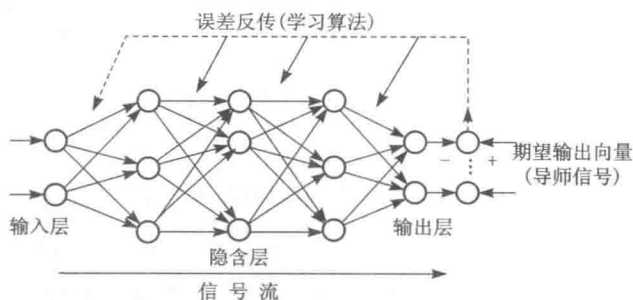 误差反传(学习算法)
期望输出向量
(导师信号)
− +
输入层
隐含层
输出层
信号流